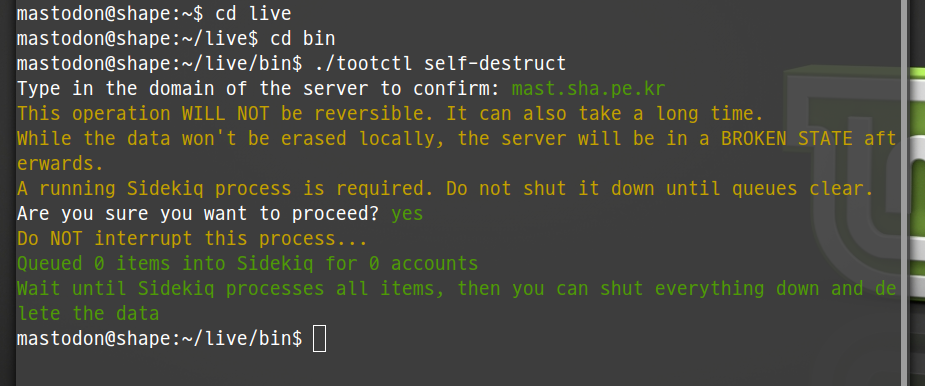 mastodon@shape:~$ cd live
mastodon@shape:~/live$ cd bin
mastodon@shape:~/live/bin$ ./tootctl self-destruct
Type in the domain of the server to confirm: mast.sha.pe.kr
This operation WILL NOT be reversible. It can also take a long time.
While the data won't be erased locally, the server will be in a BROKEN STATE aft
erwards.
A running Sidekiq process is required. Do not shut it down until queues clear.
Are you sure you want to proceed? yes
Do NOT interrupt this process...
Queued 0 items into Sidekiq for 0 accounts
Wait until Sidekiq processes all items, then you can shut everything down and de
lete the data
mastodon@shape:~/live/bin$